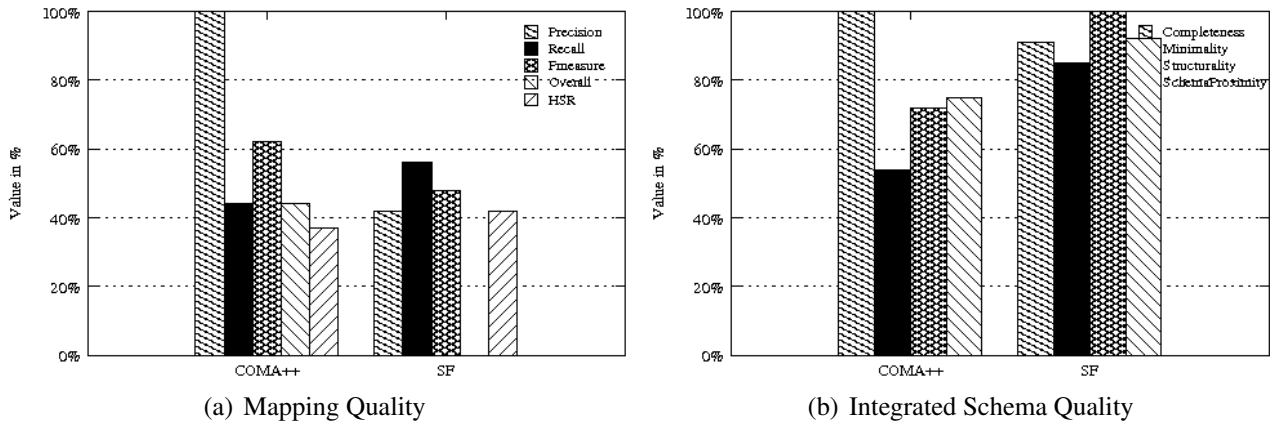 100%
80%
60%
40%
20%
0%
Value in %
Precision
Recall
Fmeasure
Overall
HSR
COMA++
SF
(a) Mapping Quality
100%
80%
60%
40%
20%
0%
Value in %
Completeness
Minimality
Structurality
SchemaProximity
COMA++
SF
(b) Integrated Schema Quality